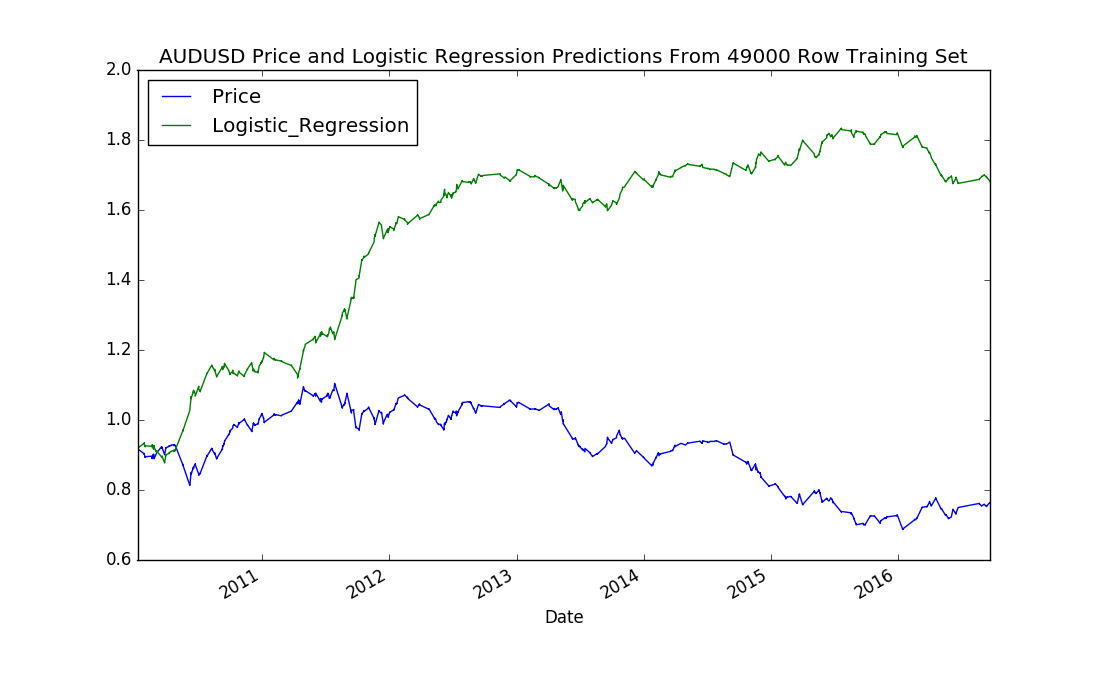 AUDUSD Price and Logistic Regression Predictions From 49000 Row Training Set
2.0
Price
Logistic_Regression
1.8
1.6
1.4
1.2
1.0
0.8
0.6
2011 2012 2013 2014 2015 2016
Date